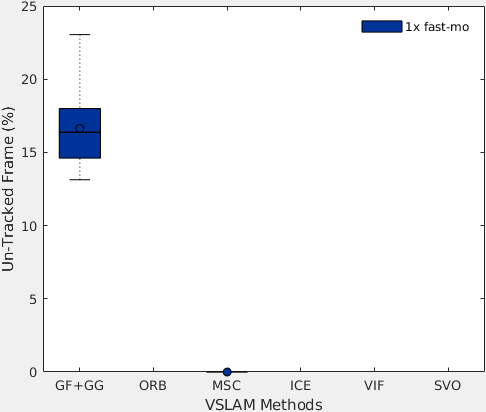 25
1x fast-mo
20
15
10
5
0
Un-Tracked Frame (%)
GF+GG ORB MSC ICE VIF SVO
VSLAM Methods